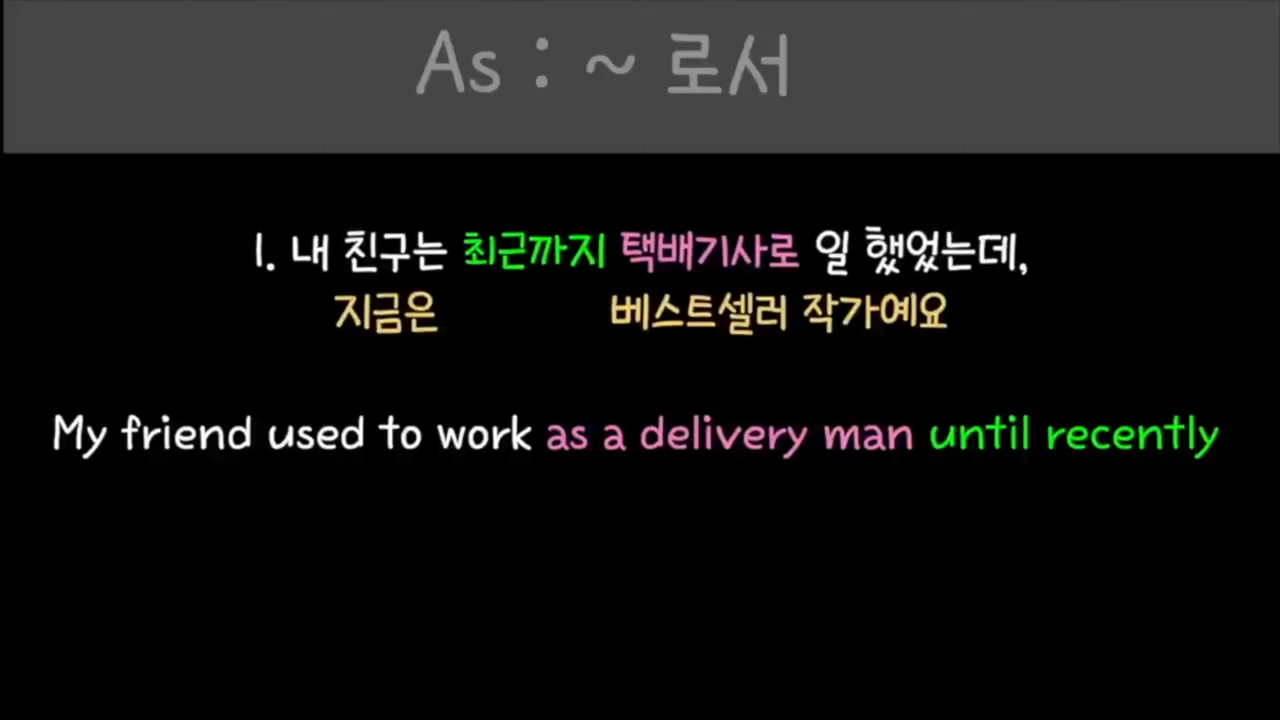 As : ~ 로서
1. 내 친구는 최근까지 택배기사로 일 했었는데,
지금은 베스트셀러 작가예요
My friend used to work as a delivery man until recently